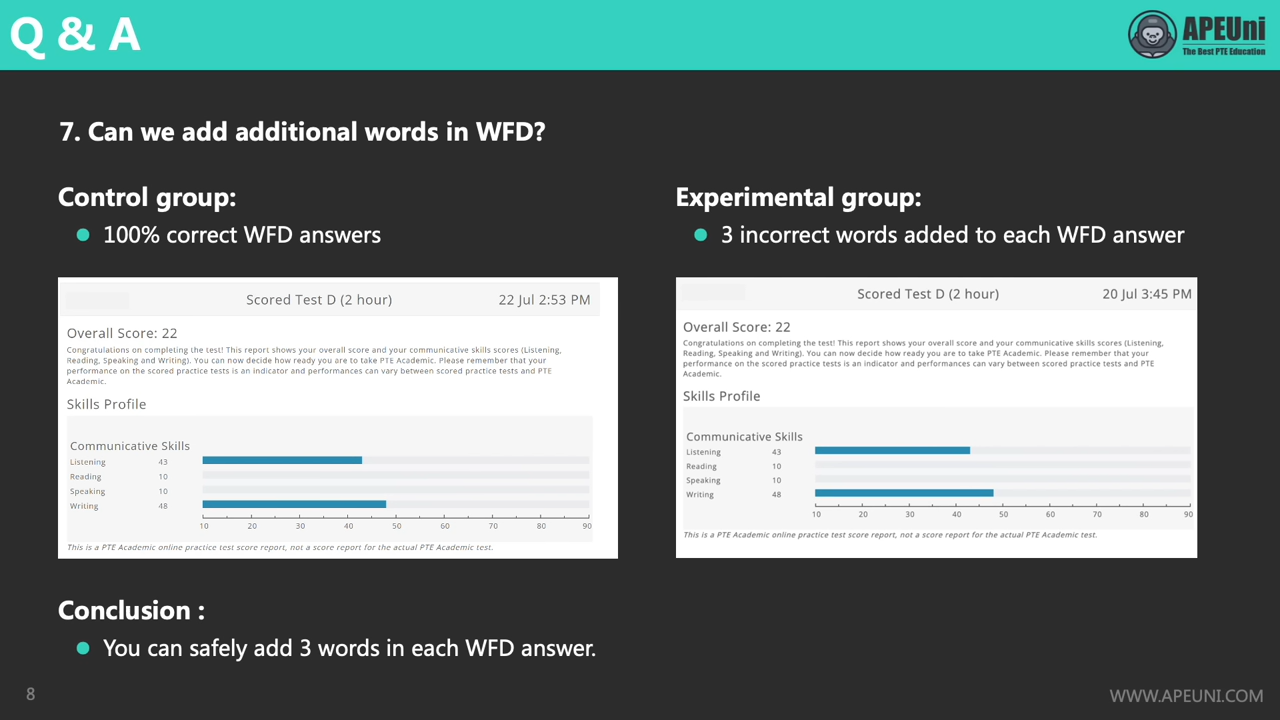 Q & A
APEUni
The Best PTE Education
7. Can we add additional words in WFD?
Control group:
100% correct WFD answers
Scored Test D (2 hour) 22 Jul 2:53 PM
Overall Score: 22
Congratulations on completing the test! This report shows your overall score and your communicative skills scores (Listening,
Reading, Speaking and Writing). You can now decide how ready you are to take PTE Academic. Please remember that your
performance on the scored practice tests is an indicator and performances can vary between scored practice tests and PTE
Academic.
Skills Profile
Communicative Skills
Listening 43
Reading 10
Speaking 10
Writing 48
10 20 30 40 50 60 70 80 90
This is a PTE Academic online practice test score report, not a score report for the actual PTE Academic test.
Experimental group:
3 incorrect words added to each WFD answer
Scored Test D (2 hour) 20 Jul 3:45 PM
Overall Score: 22
Congratulations on completing the test! This report shows your overall score and your communicative skills scores (Listening,
Reading, Speaking and Writing). You can now decide how ready you are to take PTE Academic. Please remember that your
performance on the scored practice tests is an indicator and performances can vary between scored practice tests and PTE
Academic.
Skills Profile
Communicative Skills
Listening 43
Reading 10
Speaking 10
Writing 48
10 20 30 40 50 60 70 80 90
This is a PTE Academic online practice test score report, not a score report for the actual PTE Academic test.
Conclusion :
You can safely add 3 words in each WFD answer.
8
WWW.APEUNI.COM